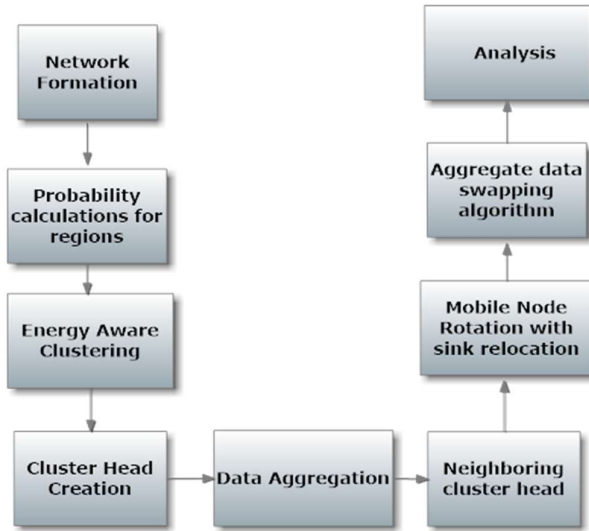 Network
Formation
Probability
calculations for
regions
Energy Aware
Clustering
Cluster Head
Creation
Data Aggregation
Neighboring
cluster head
Mobile Node
Rotation with
sink relocation
Aggregate data
swapping
algorithm
Analysis